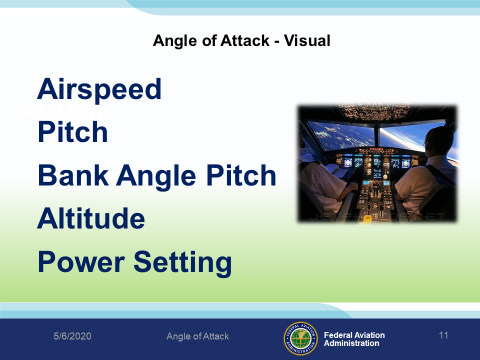 Angle of Attack - Visual
Airspeed
Pitch
Bank Angle Pitch
Altitude
Power Setting
5/6/2020
Angle of Attack
Federal Aviation
Administration
11